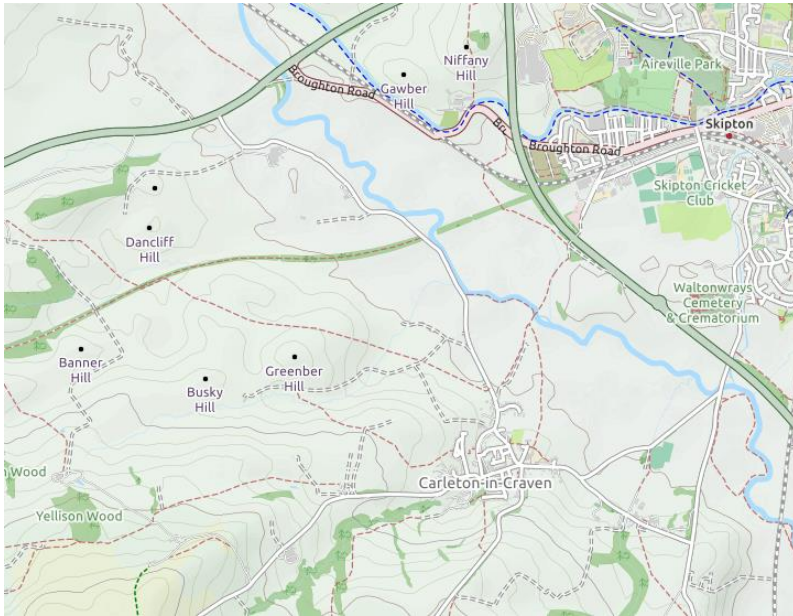 Niffany
Hill
Gawber
Hill
Aireville Park
Broughton Road
Bro
Broughton Road
Skipton
Skipton Cricket
Club
Dancliff
Hill
Waltonwrays
Cemetery
& Crematorium
Banner
Hill
Busky
Hill
Greenber
Hill
Carleton-in-Craven
n Wood
Yellison Wood